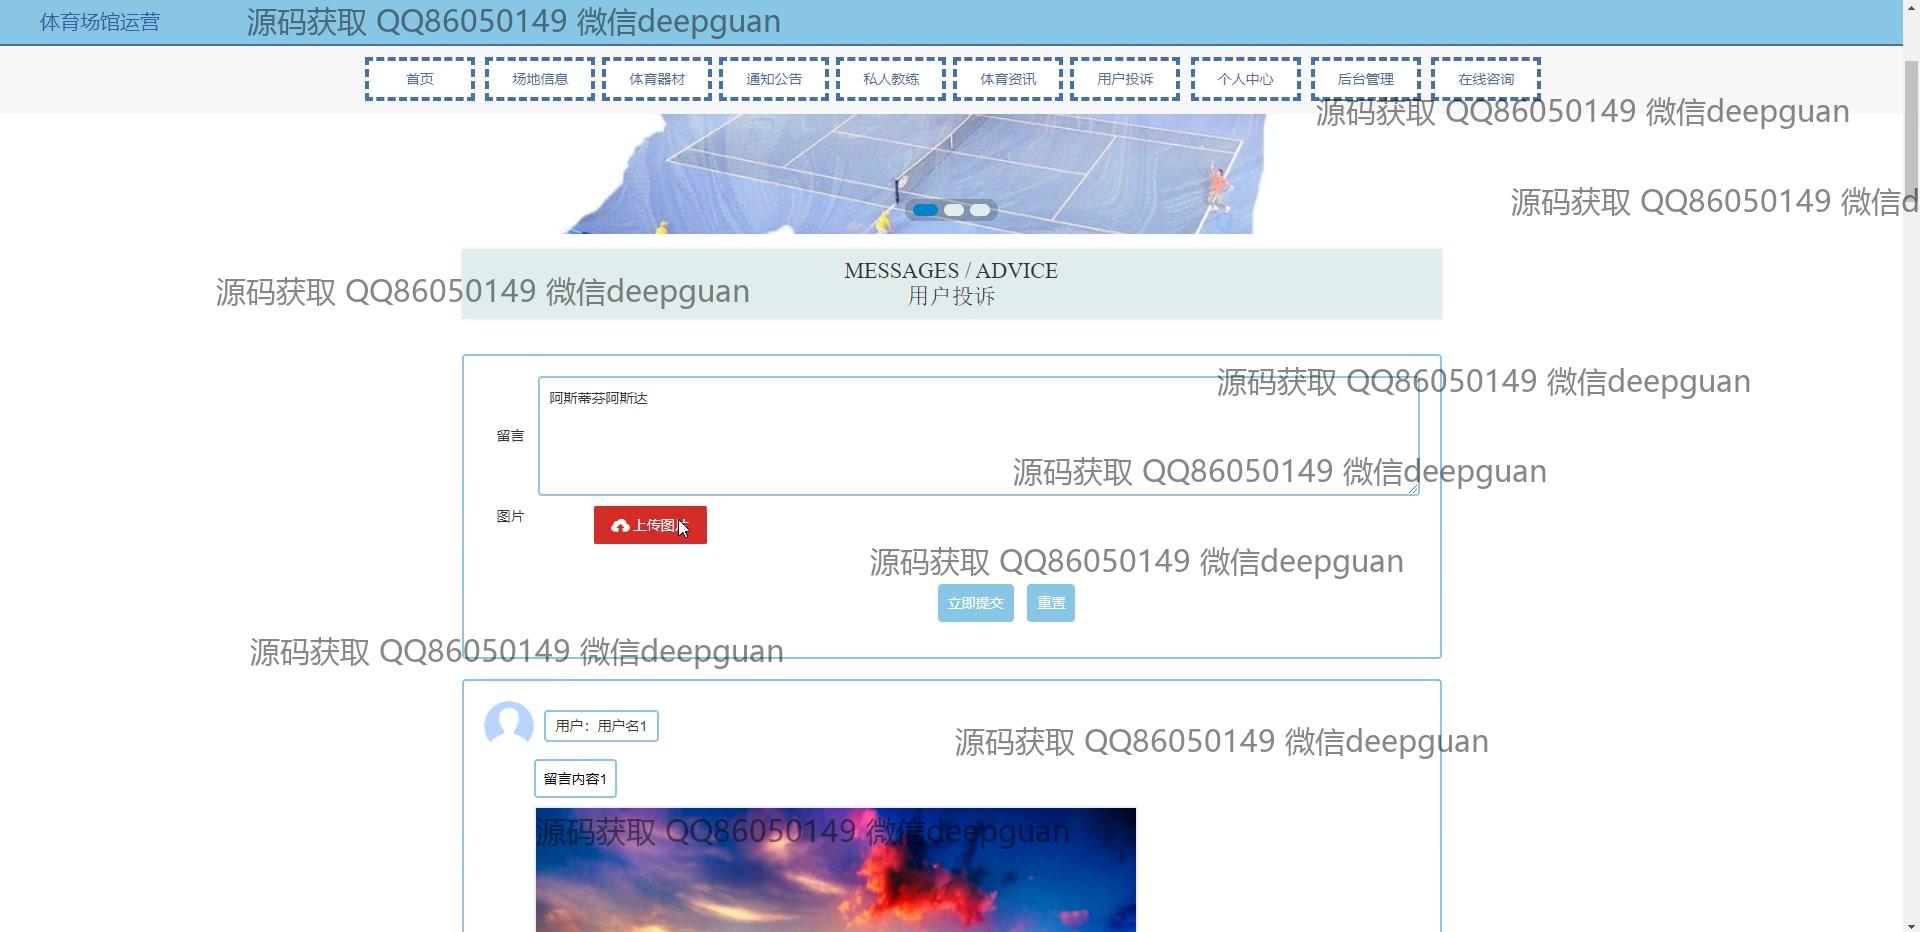 体育场馆运营
源码获取 QQ86050149 微信deepguan
首页 场地信息 体育器材 通知公告 私人教练 体育资讯 用户投诉 个人中心 后台管理 在线咨询
源码获取 QQ86050149 微信deepguan
源码获取 QQ86050149 微信d
MESSAGES / ADVICE
源码获取 QQ86050149 微信deepguan
用户投诉
源码获取 QQ86050149 微信deepguan
阿斯蒂芬阿斯达
留言
源码获取 QQ86050149 微信deepguan
图片
上传图片
源码获取 QQ86050149 微信deepguan
立即提交 重置
源码获取 QQ86050149 微信deepguan
用户：用户名1
源码获取 QQ86050149 微信deepguan
留言内容1
源码获取 QQ86050149 微信deepguan